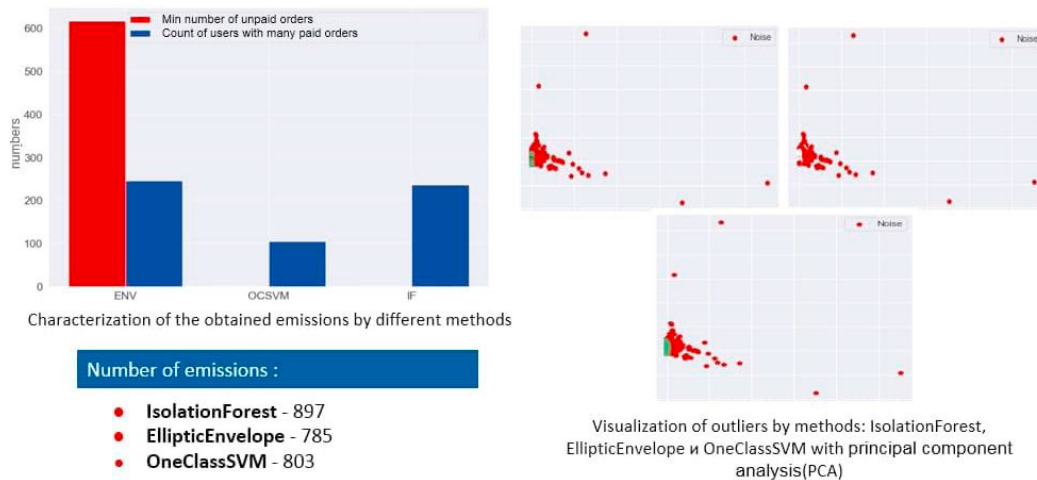 Min number of unpaid orders
Count of users with many paid orders
600
500
400
300
200
100
0
numbers
ENV OCSVM IF
Characterization of the obtained emissions by different methods
Number of emissions :
IsolationForest - 897
EllipticEnvelope - 785
OneClassSVM - 803
Noise
Noise
Noise
Visualization of outliers by methods: IsolationForest,
EllipticEnvelope и OneClassSVM with principal component
analysis(PCA)